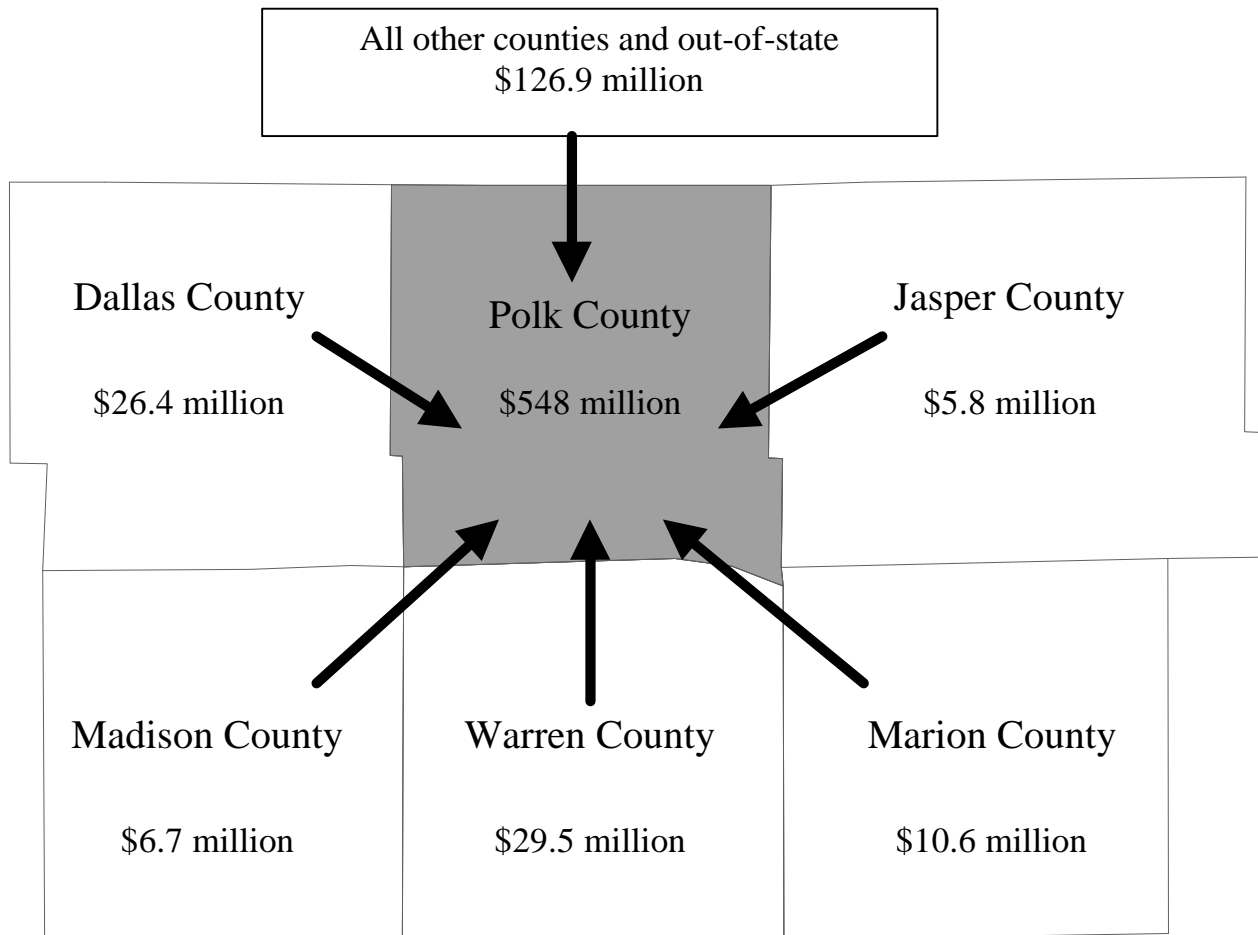 All other counties and out-of-state
$126.9 million
Dallas County
Polk County
Jasper County
$26.4 million
$548 million
$5.8 million
Madison County
Warren County
Marion County
$6.7 million
$29.5 million
$10.6 million